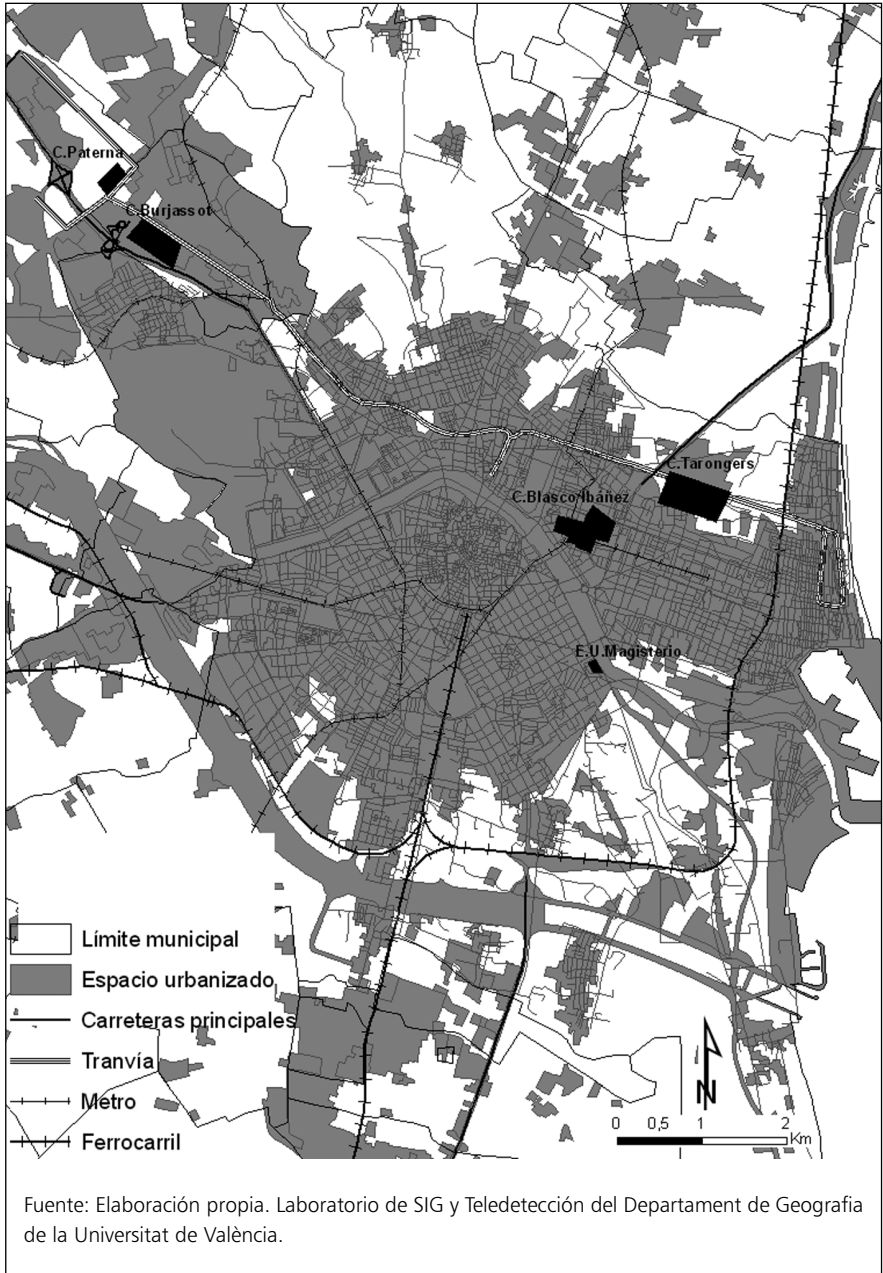 C.Paterna
C.Burjassot
C.Tarongers
C.Blasco Ibáñez
E.U.Magisterio
Límite municipal
Espacio urbanizado
Carreteras principales
Tranvía
Metro
Ferrocarril
N
0 0,5 1 2
Km
Fuente: Elaboración propia. Laboratorio de SIG y Teledetección del Departament de Geografia
de la Universitat de València.